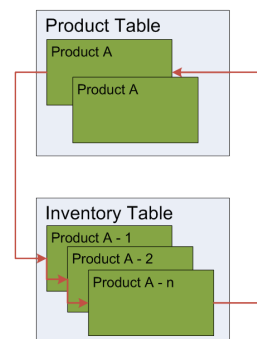 Product Table
Product A
Product A
Inventory Table
Product A - 1
Product A - 2
Product A - n